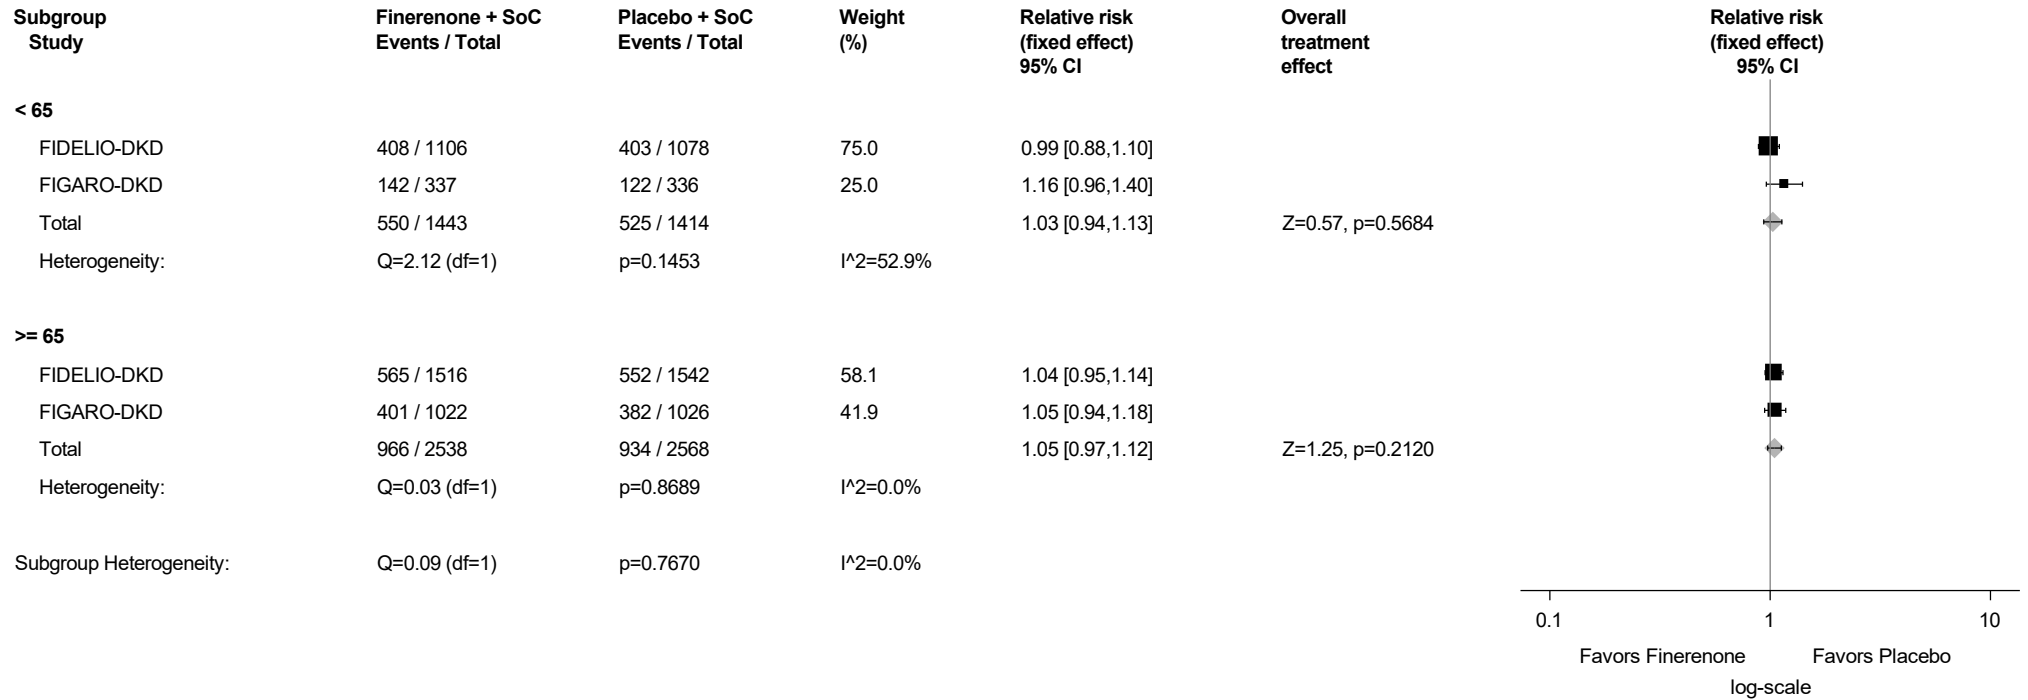 Subgroup Finerenone + SoC Placebo + SoC Weight Relative risk Overall Relative risk
Study Events / Total Events / Total (%) (fixed effect) treatment (fixed effect)
95% CI effect 95% CI
< 65
FIDELIO-DKD 408 / 1106 403 / 1078 75.0 0.99 [0.88,1.10]
FIGARO-DKD 142 / 337 122 / 336 25.0 1.16 [0.96,1.40]
Total 550 / 1443 525 / 1414 1.03 [0.94,1.13] Z=0.57, p=0.5684
Heterogeneity: Q=2.12 (df=1) p=0.1453 I^2=52.9%
>= 65
FIDELIO-DKD 565 / 1516 552 / 1542 58.1 1.04 [0.95,1.14]
FIGARO-DKD 401 / 1022 382 / 1026 41.9 1.05 [0.94,1.18]
Total 966 / 2538 934 / 2568 1.05 [0.97,1.12] Z=1.25, p=0.2120
Heterogeneity: Q=0.03 (df=1) p=0.8689 I^2=0.0%
Subgroup Heterogeneity: Q=0.09 (df=1) p=0.7670 I^2=0.0%
0.1 1 10
Favors Finerenone Favors Placebo
log-scale